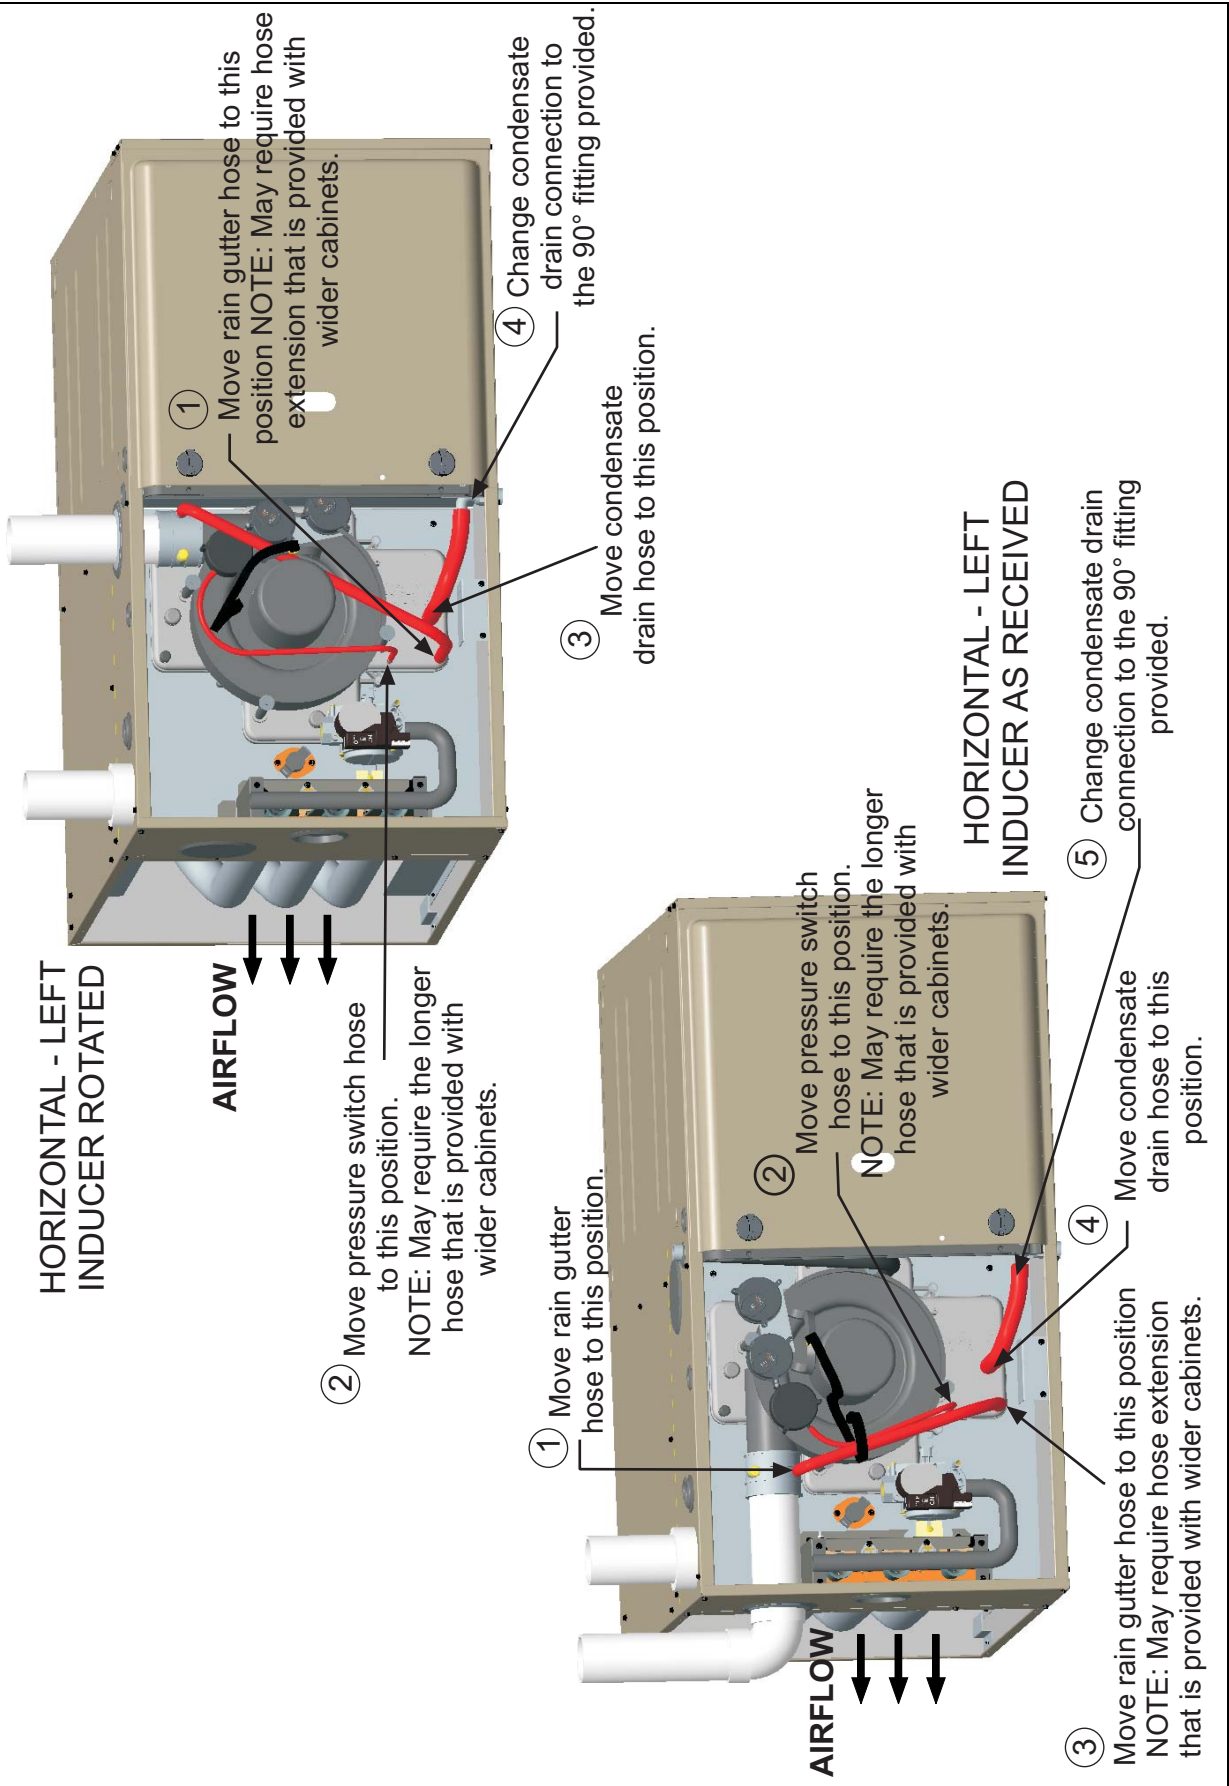 HORIZONTAL - LEFT
INDUCER ROTATED
AIRFLOW
1
Move rain gutter hose to this
position NOTE: May require hose
extension that is provided with
wider cabinets.
2
Move pressure switch hose
to this position.
NOTE: May require the longer
hose that is provided with
wider cabinets.
3
Move condensate
drain hose to this position.
4
Change condensate
drain connection to
the 90° fitting provided.
HORIZONTAL - LEFT
INDUCER AS RECEIVED
AIRFLOW
1
Move rain gutter
hose to this position.
2
Move pressure switch
hose to this position.
NOTE: May require the longer
hose that is provided with
wider cabinets.
3
Move rain gutter hose to this position
NOTE: May require hose extension
that is provided with wider cabinets.
4
Move condensate
drain hose to this
position.
5
Change condensate drain
connection to the 90° fitting
provided.